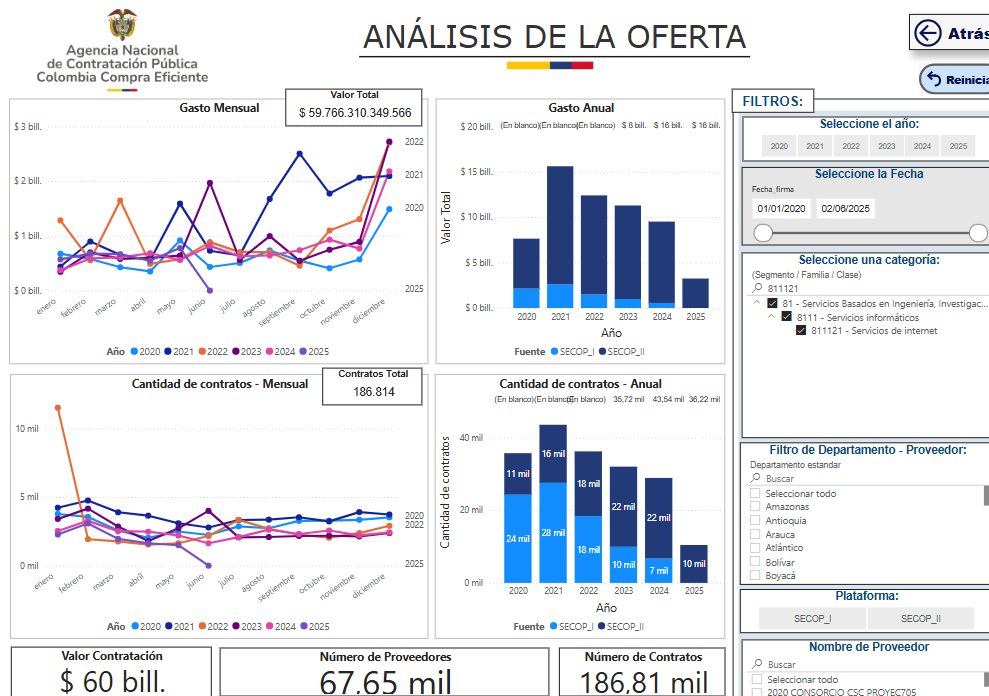 Agencia Nacional
de Contratación Pública
Colombia Compra Eficiente
ANÁLISIS DE LA OFERTA
Atrás
Reinicia
Gasto Mensual
Valor Total
$ 59.766.310.349.566
$ 3 bill.
$ 2 bill.
$ 1 bill.
$ 0 bill.
2022
2021
2020
2025
enero
febrero
marzo
abril
mayo
junio
julio
agosto
septiembre
octubre
noviembre
diciembre
Año 2020 2021 2022 2023 2024 2025
Gasto Anual
$ 20 bill.
(En blanco) (En blanco) (En blanco) $ 8 bill. $ 16 bill. $ 16 bill.
$ 15 bill.
$ 10 bill.
$ 5 bill.
$ 0 bill.
Valor Total
2020 2021 2022 2023 2024 2025
Año
Fuente SECOP_I SECOP_II
FILTROS:
Seleccione el año:
2020 2021 2022 2023 2024 2025
Seleccione la Fecha
Fecha_firma
01/01/2020 02/06/2025
Seleccione una categoría:
(Segmento / Familia / Clase)
811121
81 - Servicios Basados en Ingeniería, Investigac...
8111 - Servicios informáticos
811121 - Servicios de internet
Cantidad de contratos - Mensual
Contratos Total
186.814
10 mil
5 mil
0 mil
2020
2022
2025
enero
febrero
marzo
abril
mayo
junio
julio
agosto
septiembre
octubre
noviembre
diciembre
Año 2020 2021 2022 2023 2024 2025
Cantidad de contratos - Anual
(En blanco) (En blanco) (En blanco) 35,72 mil 43,54 mil 36,22 mil
40 mil
20 mil
0 mil
Cantidad de contratos
11 mil
24 mil
16 mil
28 mil
18 mil
18 mil
22 mil
10 mil
22 mil
7 mil
10 mil
2020 2021 2022 2023 2024 2025
Año
Fuente SECOP_I SECOP_II
Filtro de Departamento - Proveedor:
Departamento estandar
Buscar
Seleccionar todo
Amazonas
Antioquia
Arauca
Atlántico
Bolívar
Boyacá
Plataforma:
SECOP_I SECOP_II
Nombre de Proveedor
Buscar
Seleccionar todo
2020 CONSORCIO CSC PROYEC705
Valor Contratación
$ 60 bill.
Número de Proveedores
67,65 mil
Número de Contratos
186,81 mil